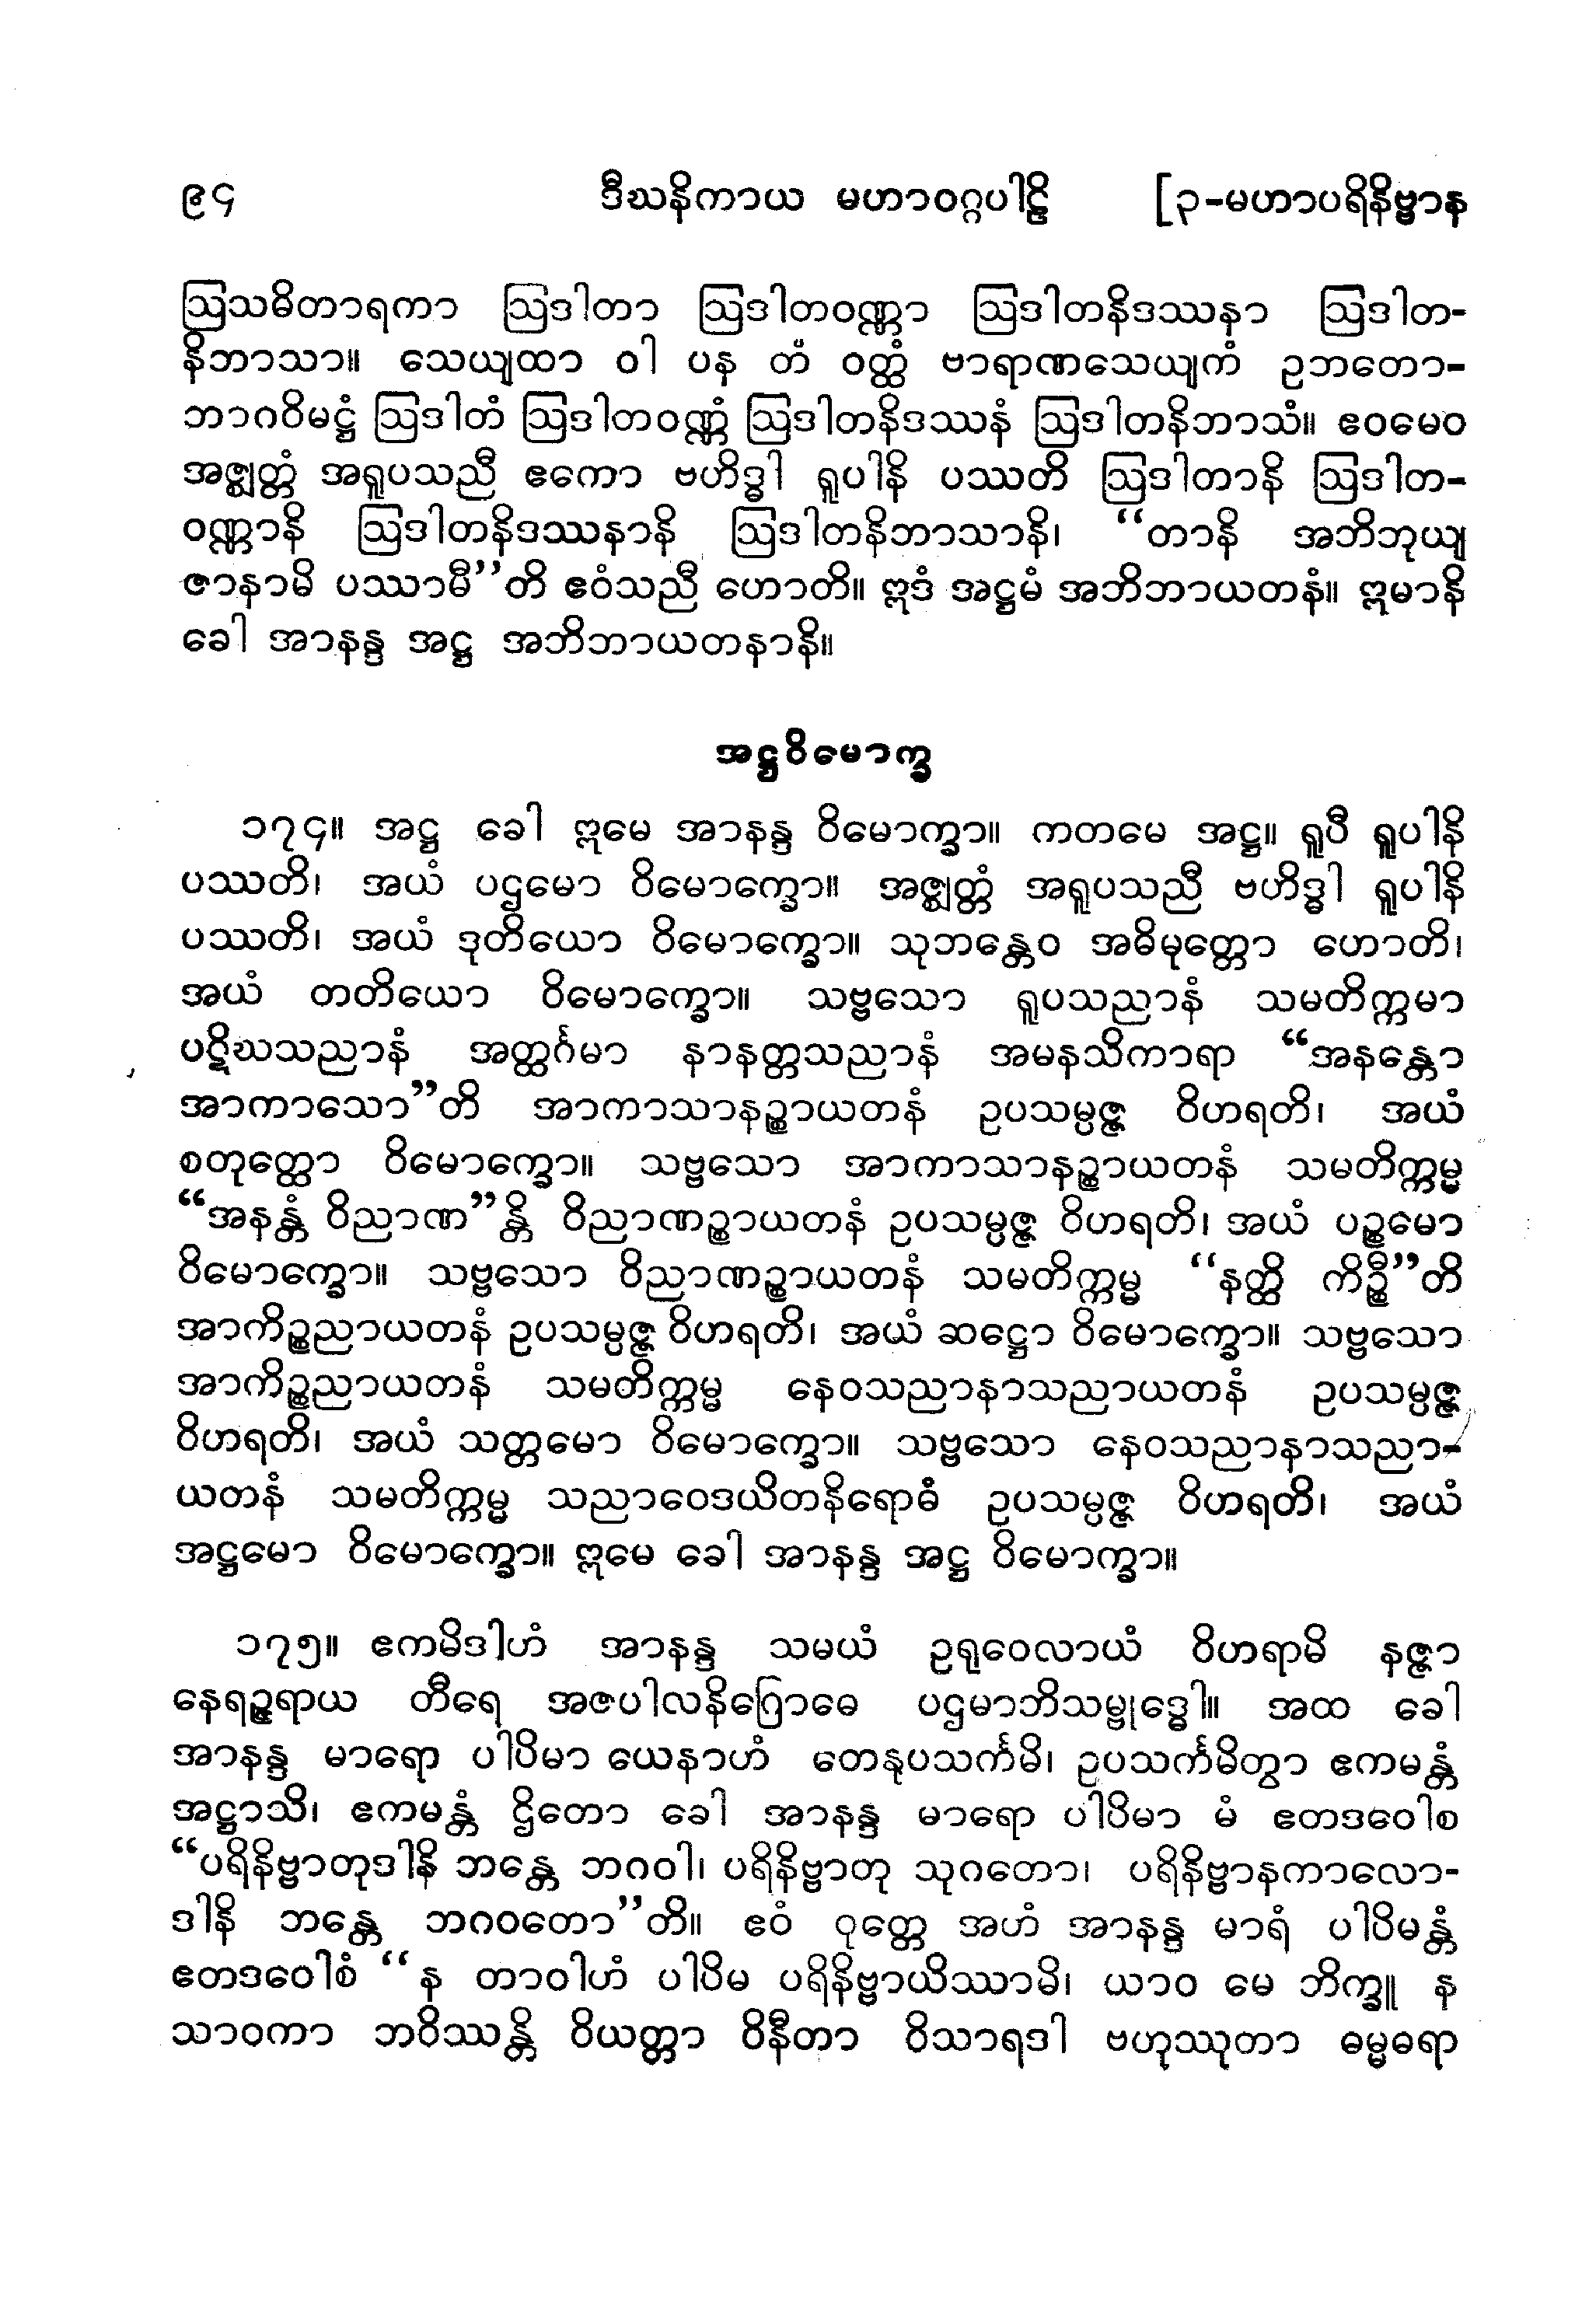 ၉၄ ဒီဃနိကာယ မဟာဝဂ္ဂပါဠိ [၃-မဟာပရိနိဗ္ဗာန
ဩသဓိတာရကာ ဩဒါတာ ဩဒါတဝဏ္ဏာ ဩဒါတနိဒဿနာ ဩဒါတ-
နိဘာသာ။ သေယျထာ ဝါ ပန တံ ဝတ္ထံ ဗာရာဏသေယျကံ ဥဘတော-
ဘာဂဝိမဋ္ဌံ ဩဒါတံ ဩဒါတဝဏ္ဏံ ဩဒါတနိဒဿနံ ဩဒါတနိဘာသံ။ ဧဝမေဝ
အဇ္ဈတ္တံ အရူပသညီ ဧကော ဗဟိဒ္ဓါ ရူပါနိ ပဿတိ ဩဒါတာနိ ဩဒါတ-
ဝဏ္ဏာနိ ဩဒါတနိဒဿနာနိ ဩဒါတနိဘာသာနိ၊ “တာနိ အဘိဘုယျ
ဇာနာမိ ပဿာမီ”တိ ဧဝံသညီ ဟောတိ။ ဣဒံ အဋ္ဌမံ အဘိဘာယတနံ။ ဣမာနိ
ခေါ အာနန္ဒ အဋ္ဌ အဘိဘာယတနာနိ။
အဋ္ဌဝိမောက္ခ
၁၇၄။ အဋ္ဌ ခေါ ဣမေ အာနန္ဒ ဝိမောက္ခာ။ ကတမေ အဋ္ဌ။ ရူပီ ရူပါနိ
ပဿတိ၊ အယံ ပဌမော ဝိမောက္ခော။ အဇ္ဈတ္တံ အရူပသညီ ဗဟိဒ္ဓါ ရူပါနိ
ပဿတိ၊ အယံ ဒုတိယော ဝိမောက္ခော။ သုဘန္တေဝ အဓိမုတ္တော ဟောတိ၊
အယံ တတိယော ဝိမောက္ခော။ သဗ္ဗသော ရူပသညာနံ သမတိက္ကမာ
ပဋိဃသညာနံ အတ္ထင်္ဂမာ နာနတ္တသညာနံ အမနသိကာရာ “အနန္တော
အာကာသော”တိ အာကာသာနဉ္စာယတနံ ဥပသမ္ပဇ္ဇ ဝိဟရတိ၊ အယံ
စတုတ္ထော ဝိမောက္ခော။ သဗ္ဗသော အာကာသာနဉ္စာယတနံ သမတိက္ကမ္မ
“အနန္တံ ဝိညာဏ”န္တိ ဝိညာဏဉ္စာယတနံ ဥပသမ္ပဇ္ဇ ဝိဟရတိ၊ အယံ ပဉ္စမော
ဝိမောက္ခော။ သဗ္ဗသော ဝိညာဏဉ္စာယတနံ သမတိက္ကမ္မ “နတ္ထိ ကိဉ္စီ”တိ
အာကိဉ္စညာယတနံ ဥပသမ္ပဇ္ဇ ဝိဟရတိ၊ အယံ ဆဋ္ဌော ဝိမောက္ခော။ သဗ္ဗသော
အာကိဉ္စညာယတနံ သမတိက္ကမ္မ နေဝသညာနာသညာယတနံ ဥပသမ္ပဇ္ဇ
ဝိဟရတိ၊ အယံ သတ္တမော ဝိမောက္ခော။ သဗ္ဗသော နေဝသညာနာသညာ-
ယတနံ သမတိက္ကမ္မ သညာဝေဒယိတနိရောဓံ ဥပသမ္ပဇ္ဇ ဝိဟရတိ၊ အယံ
အဋ္ဌမော ဝိမောက္ခော။ ဣမေ ခေါ အာနန္ဒ အဋ္ဌ ဝိမောက္ခာ။
၁၇၅။ ဧကမိဒါဟံ အာနန္ဒ သမယံ ဥရုဝေလာယံ ဝိဟရာမိ နဇ္ဇာ
နေရဉ္ဇရာယ တီရေ အဇပါလနိဂြောဓေ ပဌမာဘိသမ္ဗုဒ္ဓေါ။ အထ ခေါ
အာနန္ဒ မာရော ပါပိမာ ယေနာဟံ တေနုပသင်္ကမိ၊ ဥပသင်္ကမိတွာ ဧကမန္တံ
အဋ္ဌာသိ၊ ဧကမန္တံ ဌိတော ခေါ အာနန္ဒ မာရော ပါပိမာ မံ ဧတဒဝေါစ
“ပရိနိဗ္ဗာတုဒါနိ ဘန္တေ ဘဂဝါ၊ ပရိနိဗ္ဗာတု သုဂတော၊ ပရိနိဗ္ဗာနကာလော-
ဒါနိ ဘန္တေ ဘဂဝတော”တိ။ ဧဝံ ဝုတ္တေ အဟံ အာနန္ဒ မာရံ ပါပိမန္တံ
ဧတဒဝေါစံ “န တာဝါဟံ ပါပိမ ပရိနိဗ္ဗာယိဿာမိ၊ ယာဝ မေ ဘိက္ခူ န
သာဝကာ ဘဝိဿန္တိ ဝိယတ္တာ ဝိနီတာ ဝိသာရဒါ ဗဟုဿုတာ ဓမ္မဓရာ